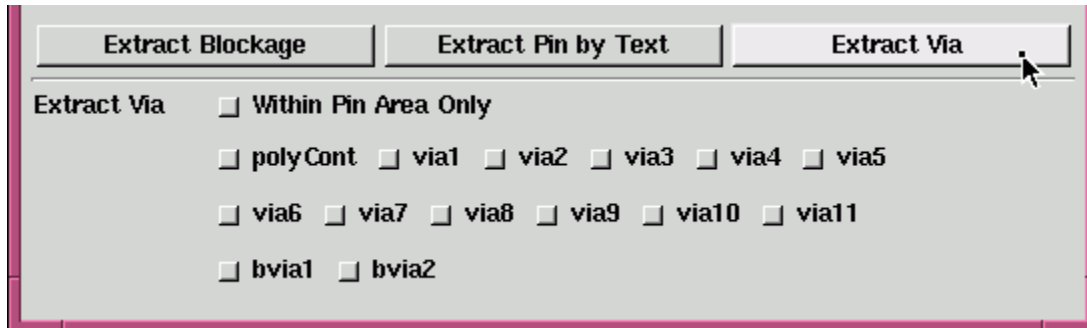 Extract Blockage Extract Pin by Text Extract Via
Extract Via Within Pin Area Only
polyCont via1 via2 via3 via4 via5
via6 via7 via8 via9 via10 via11
bvia1 bvia2